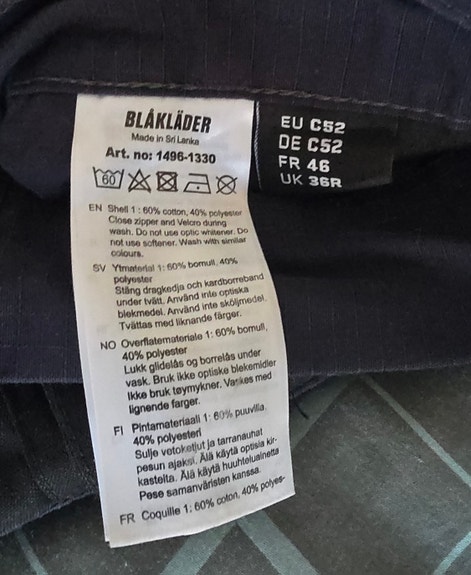 BLÅKLÄDER
Made in Sri Lanka
Art. no: 1496-1330
60
EN Shell 1 : 60% cotton, 40% polyester
Close zipper and Velcro during
wash. Do not use optic whitener. Do
not use softener. Wash with similar
colours.
SV Ytmaterial 1: 60% bomull, 40%
polyester
Stäng dragkedja och kardborreband
under tvätt. Använd inte optiska
blekmedel. Använd inte sköljmedel.
Tvättas med liknande färger.
NO Overflatemateriale 1: 60% bomull,
40% polyester
Lukk glidelås og borrelås under
vask. Bruk ikke optiske blekemidler
Ikke bruk tøymykner. Vaskes med
lignende farger.
FI Pintamateriaali 1: 60% puuvilla,
40% polyesteri
Sulje vetoketjut ja tarranauhat
pesun ajaksi. Älä käytä optisia kir-
kasteita. Älä käytä huuhteluainetta
Pese samanväristen kanssa.
FR Coquille 1: 60% coton, 40% polyes-
EU C52
DE C52
FR 46
UK 36R